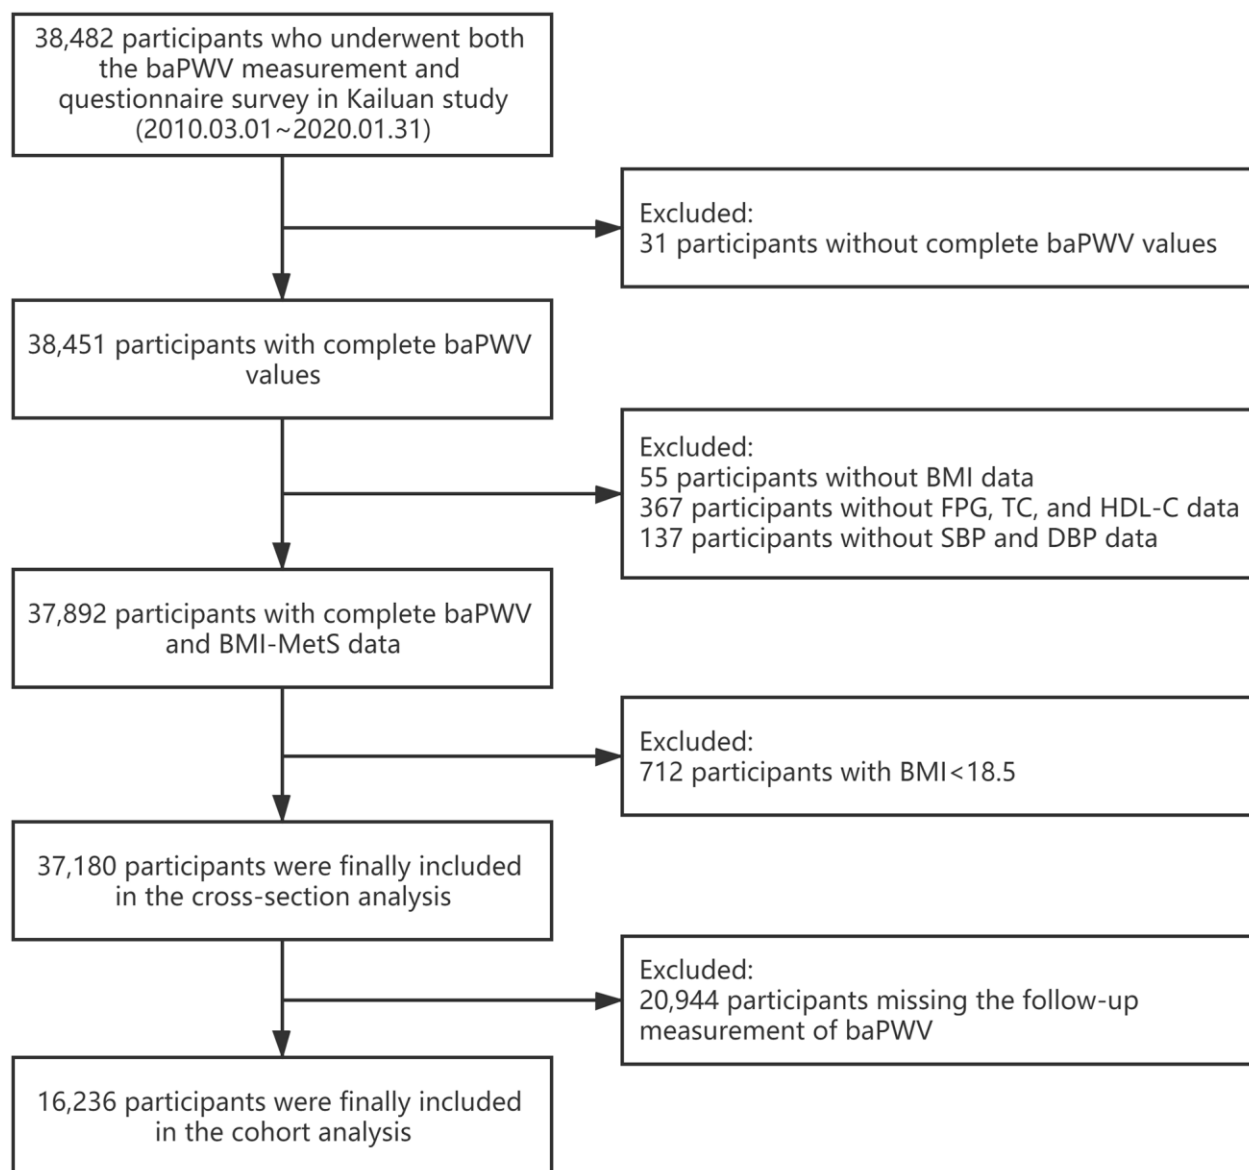 38,482 participants who underwent both
the baPWV measurement and
questionnaire survey in Kailuan study
(2010.03.01~2020.01.31)
Excluded:
31 participants without complete baPWV values
38,451 participants with complete baPWV
values
Excluded:
55 participants without BMI data
367 participants without FPG, TC, and HDL-C data
137 participants without SBP and DBP data
37,892 participants with complete baPWV
and BMI-MetS data
Excluded:
712 participants with BMI<18.5
37,180 participants were finally included
in the cross-section analysis
Excluded:
20,944 participants missing the follow-up
measurement of baPWV
16,236 participants were finally included
in the cohort analysis